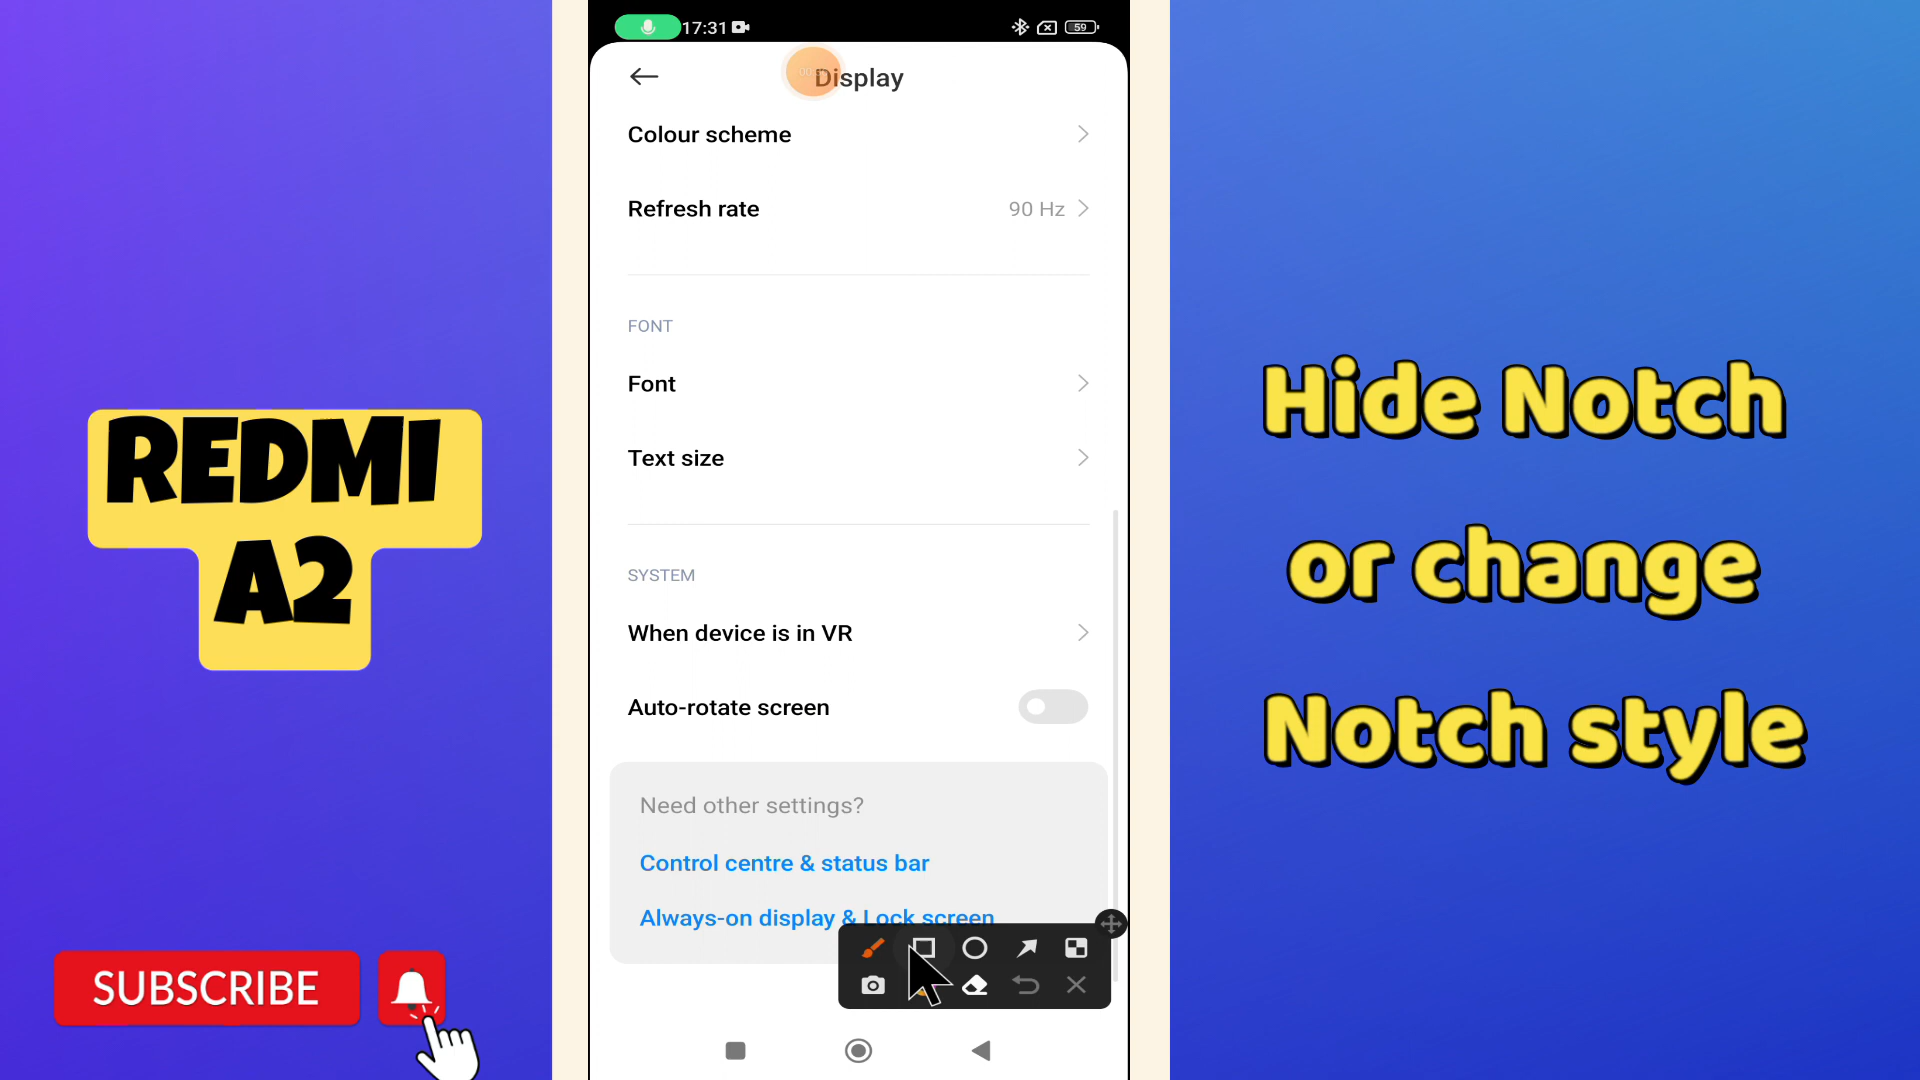 REDMI
A2
SUBSCRIBE
17:31
59
Display
Colour scheme
Refresh rate
90 Hz
FONT
Font
Text size
SYSTEM
When device is in VR
Auto-rotate screen
Need other settings?
Control centre & status bar
Always-on display & Lock screen
Hide Notch
or change
Notch style